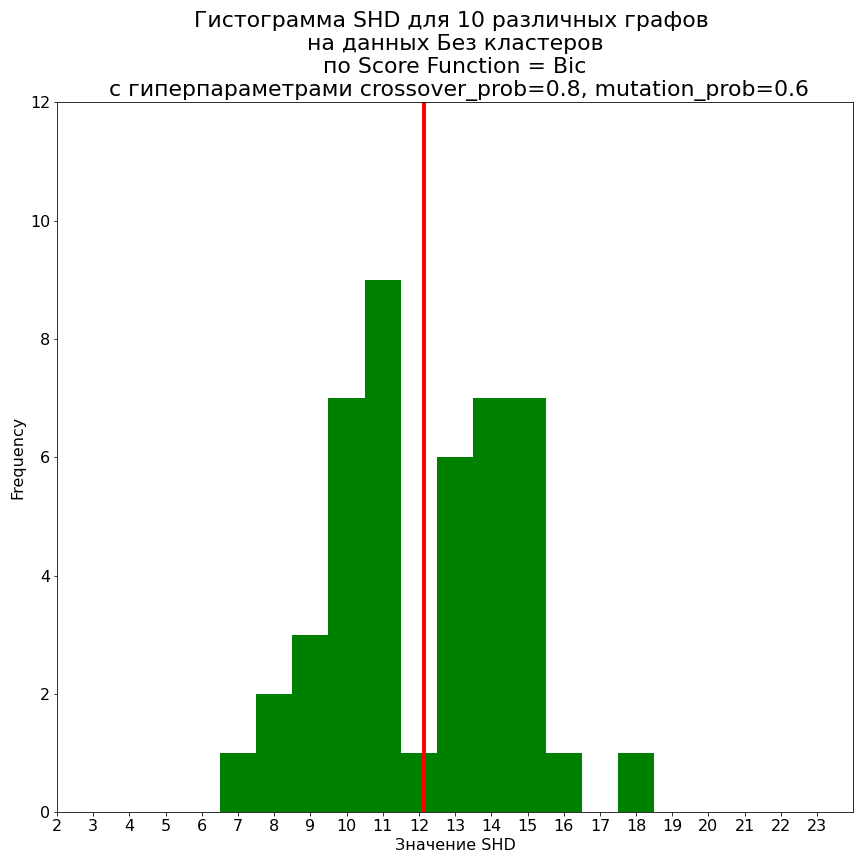 Гистограмма SHD для 10 различных графов
на данных Без кластеров
по Score Function = Bic
с гиперпараметрами crossover_prob=0.8, mutation_prob=0.6
12
10
8
6
4
2
0
Frequency
2 3 4 5 6 7 8 9 10 11 12 13 14 15 16 17 18 19 20 21 22 23
Значение SHD